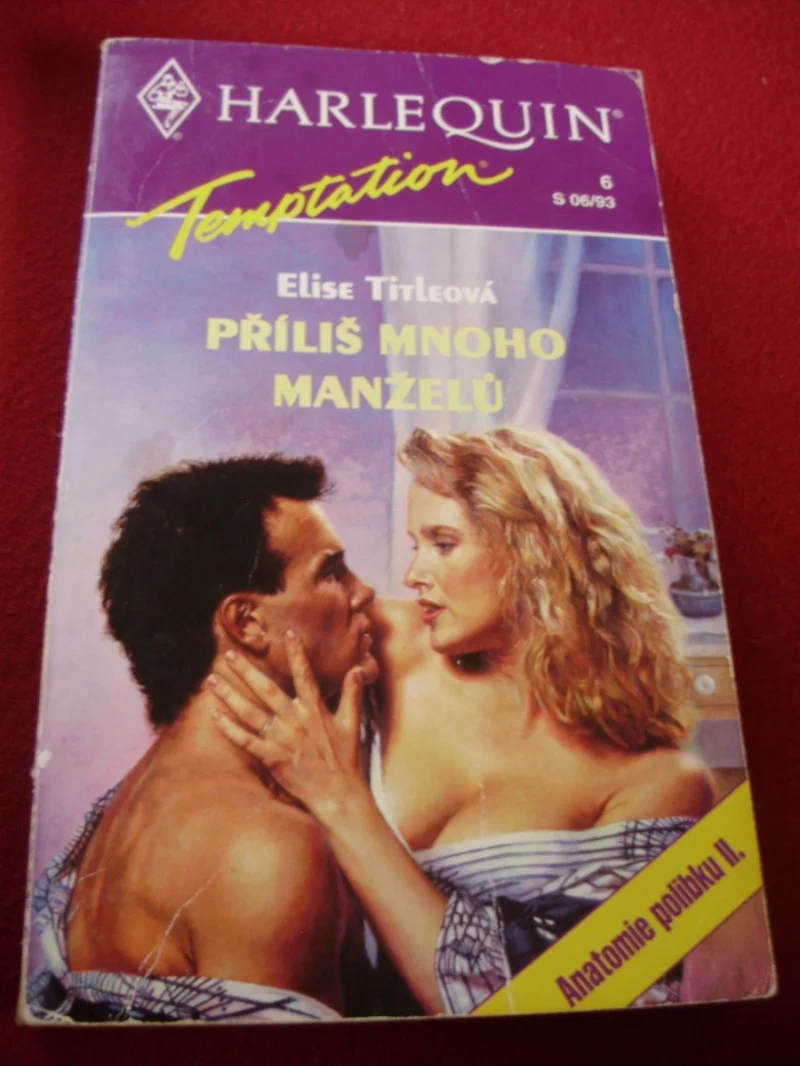 HARLEQUIN®
Temptation®
6
S 06/93
Elise Titleová
PŘÍLIŠ MNOHO
MANŽELŮ
Anatomie polibku II.